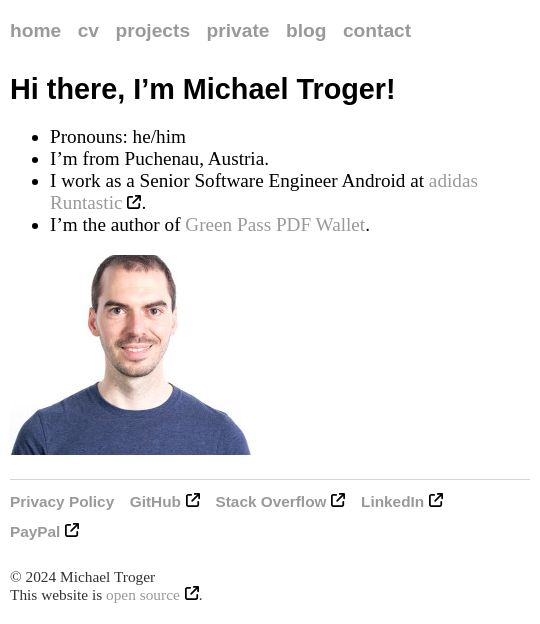 home cv projects private blog contact
Hi there, I’m Michael Troger!
Pronouns: he/him
I’m from Puchenau, Austria.
I work as a Senior Software Engineer Android at adidas
Runtastic.
I’m the author of Green Pass PDF Wallet.
Privacy Policy GitHub Stack Overflow LinkedIn
PayPal
© 2024 Michael Troger
This website is open source.